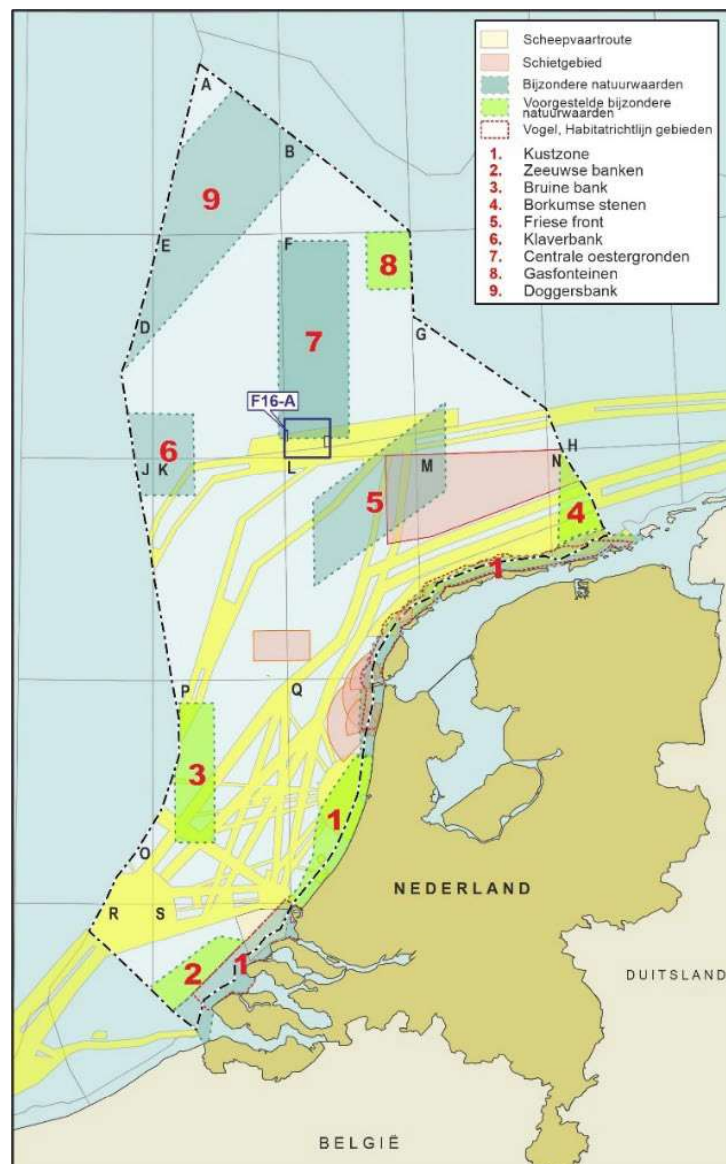 Scheepvaartroute
Schietgebied
Bijzondere natuurwaarden
Voorgestelde bijzondere
natuurwaarden
Vogel, Habitatrichtlijn gebieden
1. Kustzone
2. Zeeuwse banken
3. Bruine bank
4. Borkumse stenen
5. Friese front
6. Klaverbank
7. Centrale oestergronden
8. Gasfonteinen
9. Doggersbank
A
B
9
E
F
8
D
G
7
F16-A
6
J K
L
M
N
H
5
4
1
P
Q
3
1
O
NEDERLAND
R
S
2
1
DUITSLAND
BELGIË